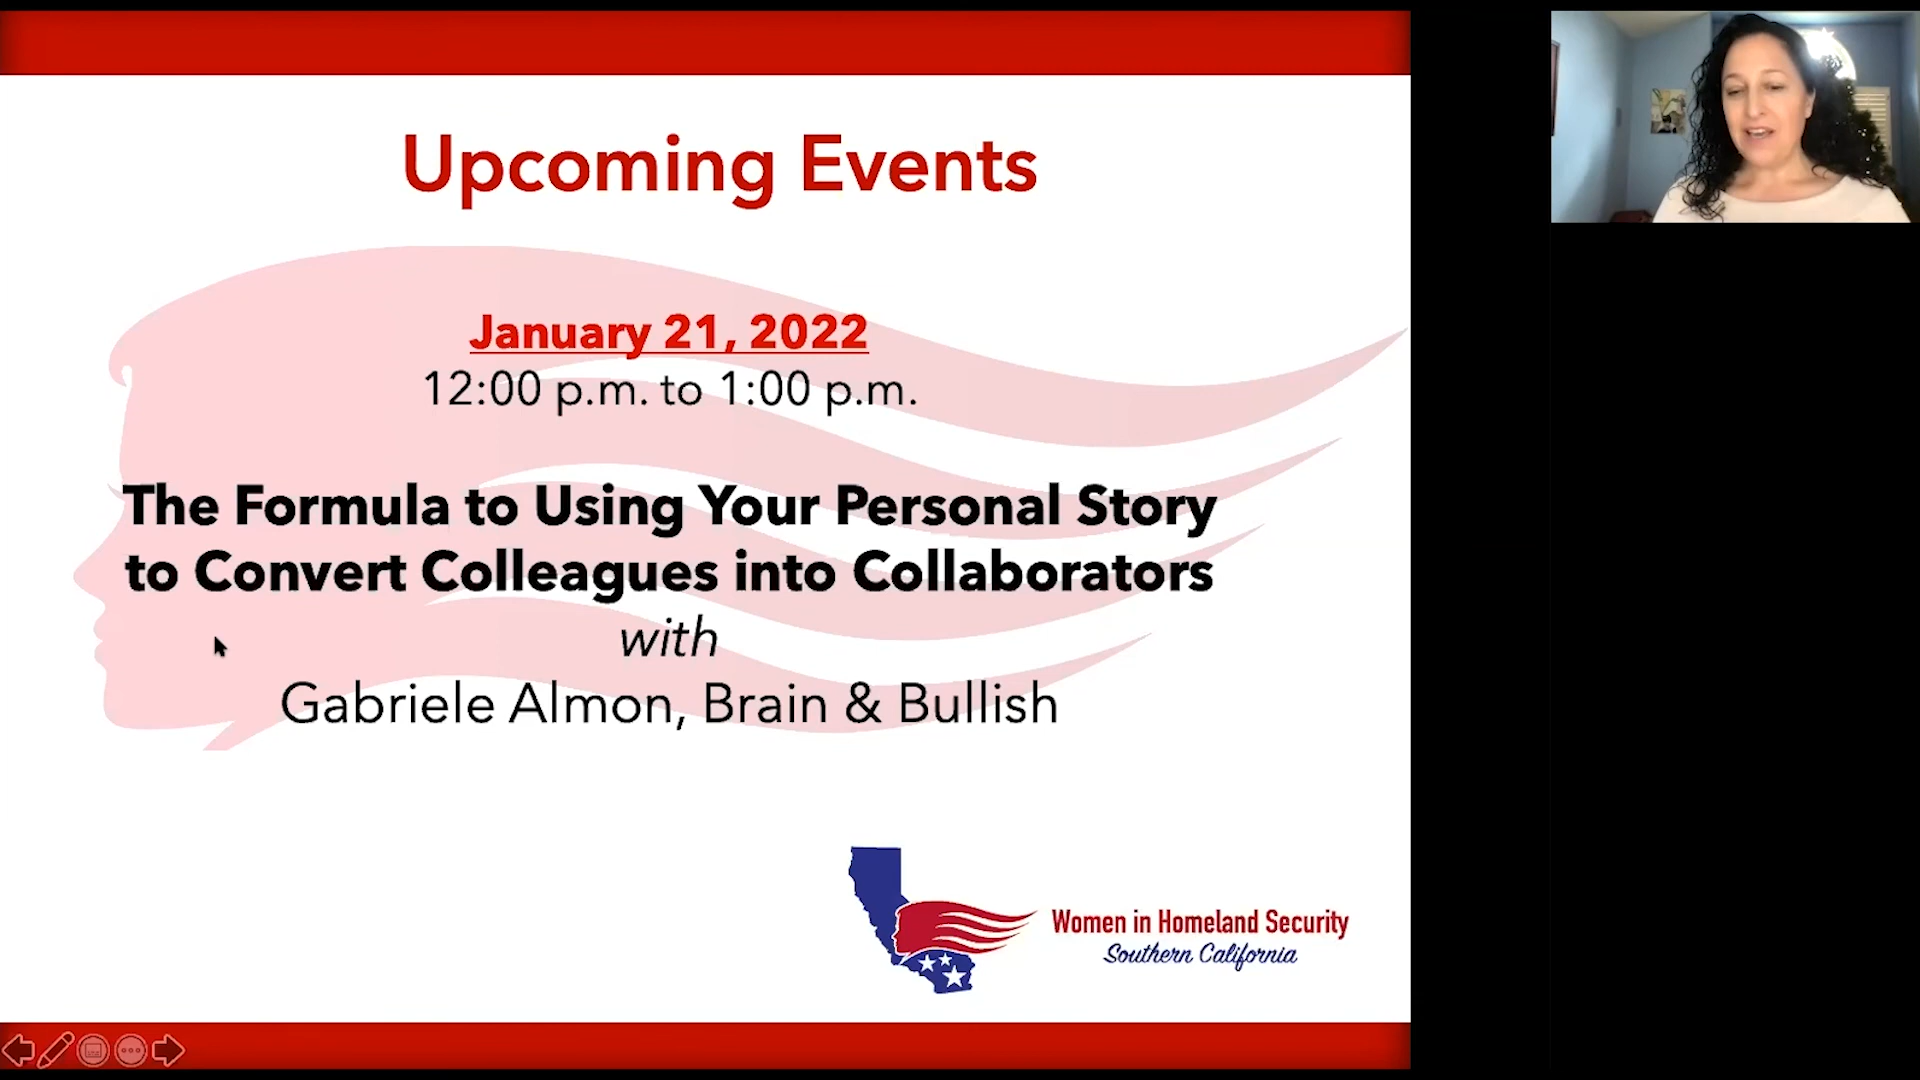 Upcoming Events
January 21, 2022
12:00 p.m. to 1:00 p.m.
The Formula to Using Your Personal Story
to Convert Colleagues into Collaborators
with
Gabriele Almon, Brain & Bullish
Women in Homeland Security
Southern California